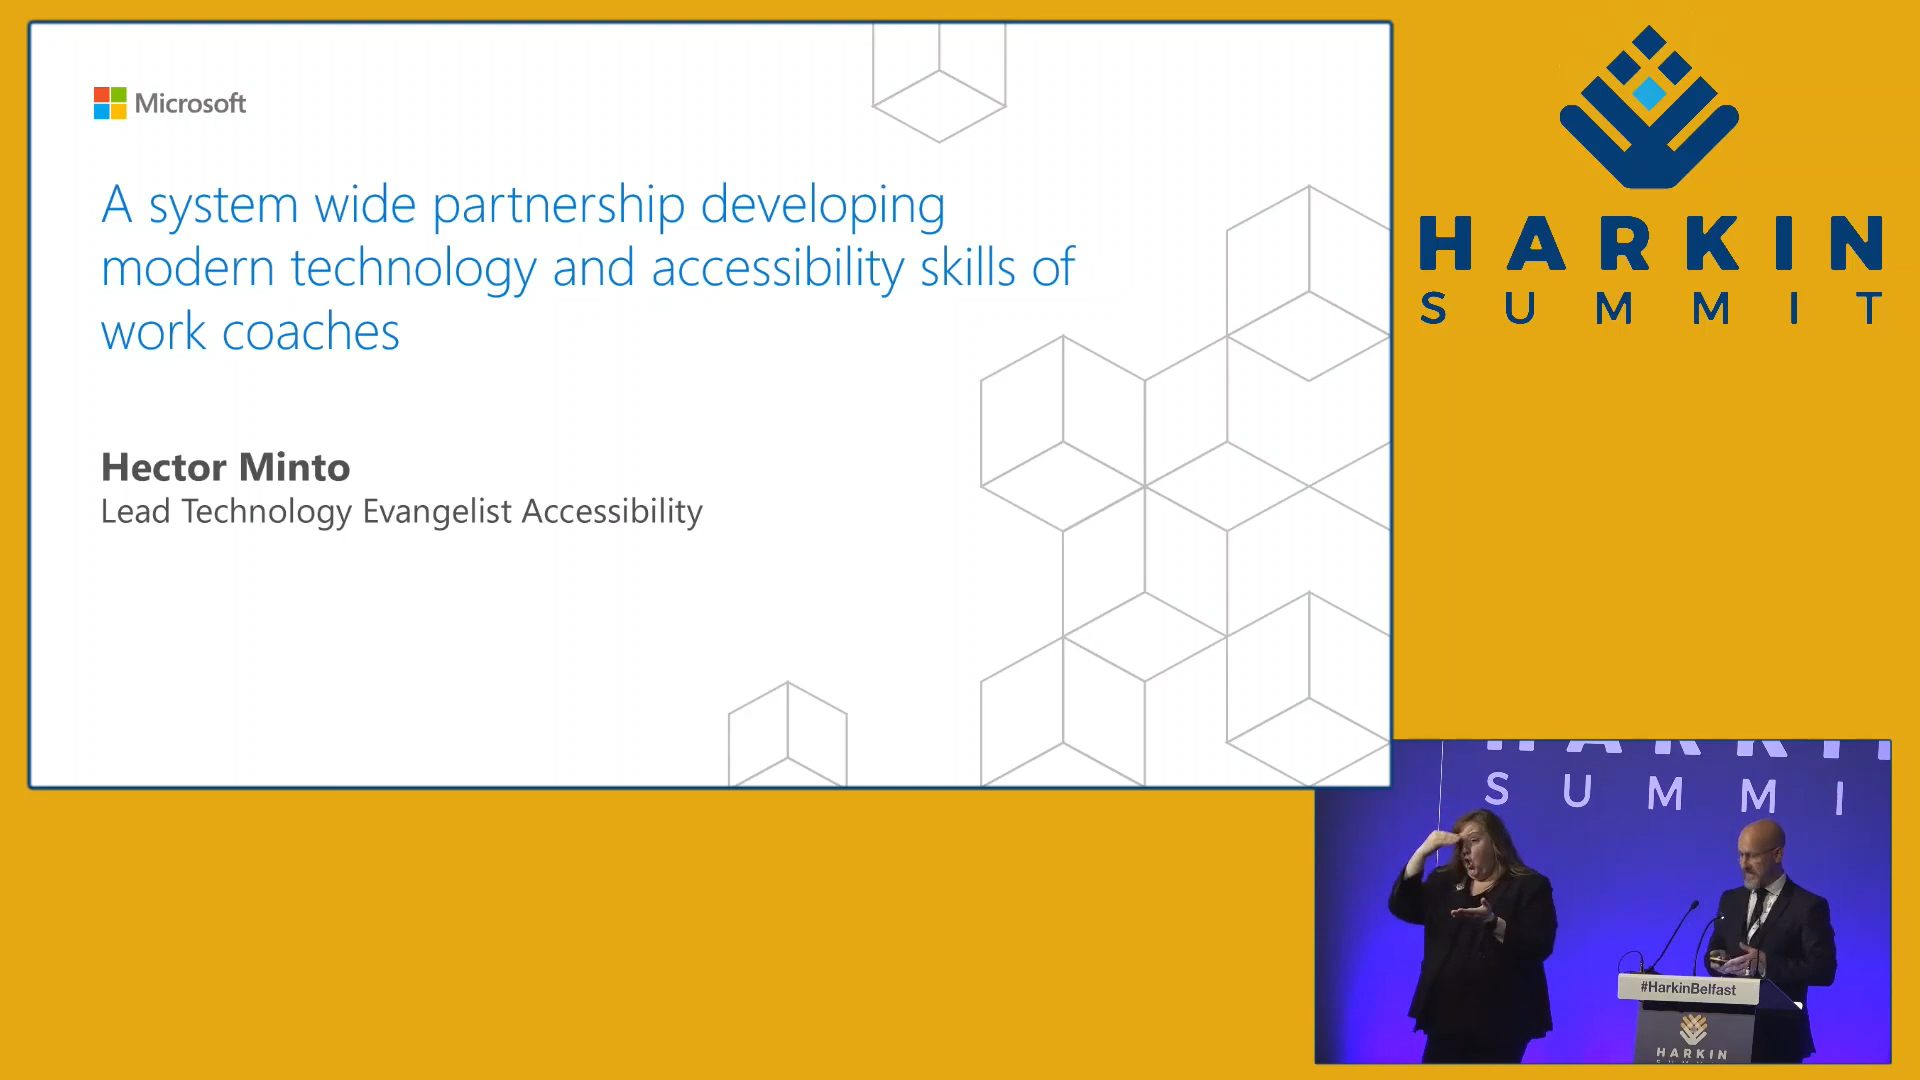 Microsoft
A system wide partnership developing
modern technology and accessibility skills of
work coaches
Hector Minto
Lead Technology Evangelist Accessibility
HARKIN
SUMMIT
SUMMI
#HarkinBelfast
HARKIN